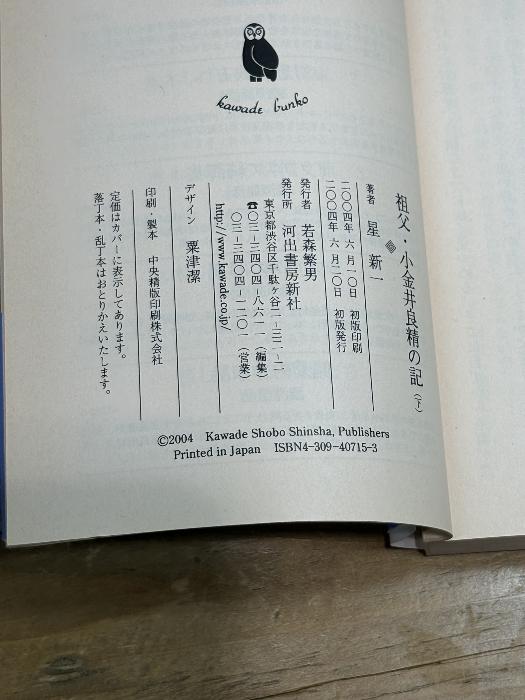 kawade bunko
祖父・小金井良精の記(下)
著者 星新一
二〇〇四年 六月一〇日 初版印刷
二〇〇四年 六月二〇日 初版発行
発行者 若森繁男
発行所 河出書房新社
東京都渋谷区千駄ヶ谷二-三二-二
☎〇三-三四〇四-八六一一(編集)
〇三-三四〇四-一二〇一(営業)
http://www.kawade.co.jp/
デザイン 粟津潔
印刷・製本 中央精版印刷株式会社
定価はカバーに表示してあります。
落丁本・乱丁本はおとりかえいたします。
©2004 Kawade Shobo Shinsha, Publishers
Printed in Japan ISBN4-309-40715-3